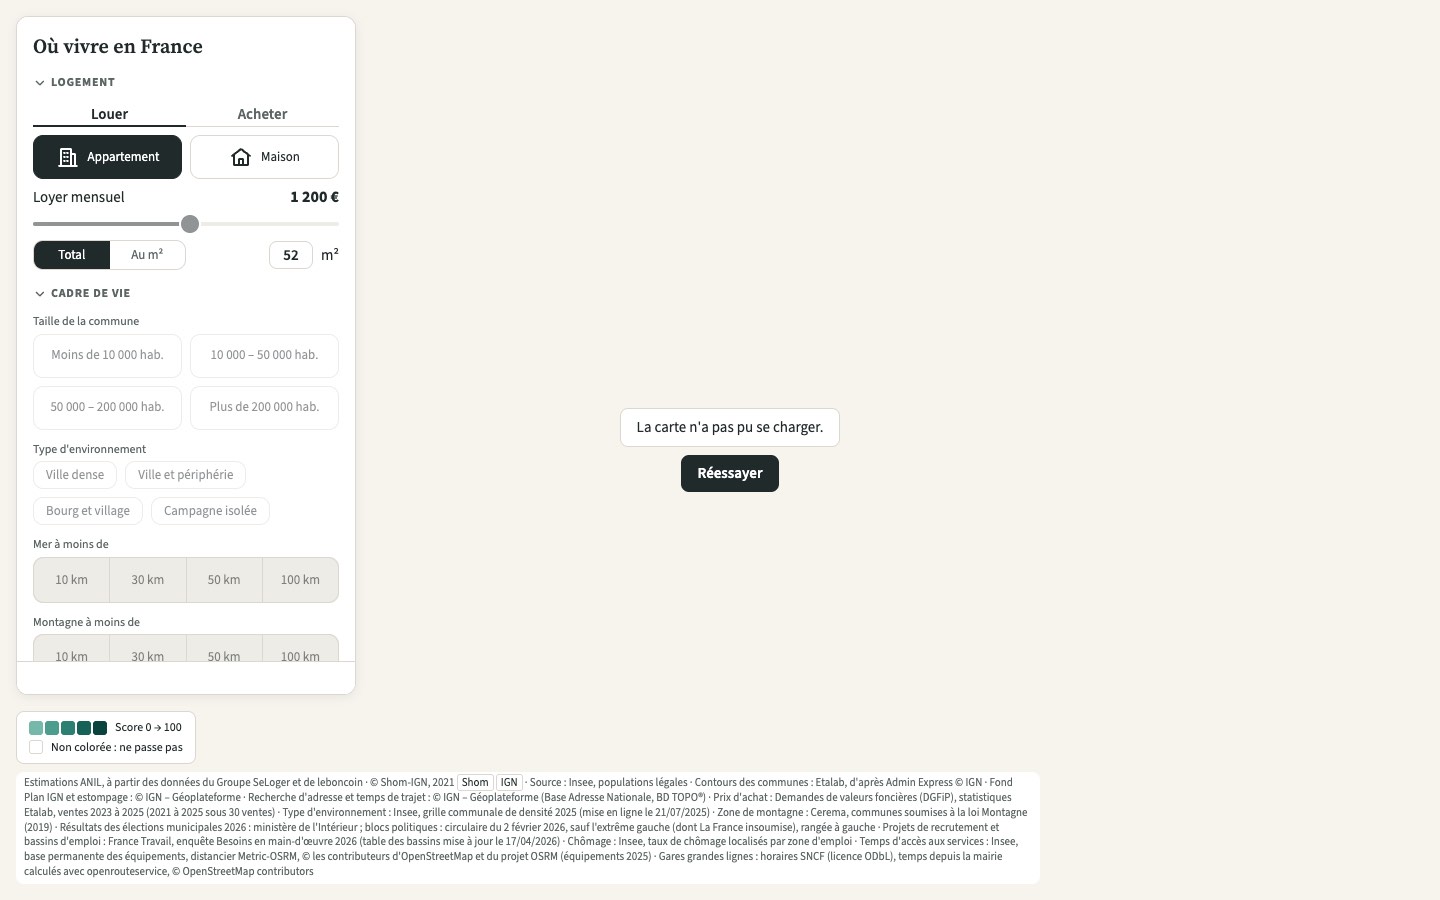 Où vivre en France
LOGEMENT
Louer
Acheter
Appartement
Maison
Loyer mensuel
1 200 €
Total
Au m²
52
m²
CADRE DE VIE
Taille de la commune
Moins de 10 000 hab.
10 000 – 50 000 hab.
50 000 – 200 000 hab.
Plus de 200 000 hab.
Type d'environnement
Ville dense
Ville et périphérie
Bourg et village
Campagne isolée
Mer à moins de
10 km
30 km
50 km
100 km
Montagne à moins de
10 km
30 km
50 km
100 km
La carte n'a pas pu se charger.
Réessayer
Score 0 → 100
Non colorée : ne passe pas
Estimations ANIL, à partir des données du Groupe SeLoger et de leboncoin · © Shom-IGN, 2021 Shom IGN · Source : Insee, populations légales · Contours des communes : Etalab, d'après Admin Express © IGN · Fond
Plan IGN et estompage : © IGN – Géoplateforme · Recherche d'adresse et temps de trajet : © IGN – Géoplateforme (Base Adresse Nationale, BD TOPO®) · Prix d'achat : Demandes de valeurs foncières (DGFiP), statistiques
Etalab, ventes 2023 à 2025 (2021 à 2025 sous 30 ventes) · Type d'environnement : Insee, grille communale de densité 2025 (mise en ligne le 21/07/2025) · Zone de montagne : Cerema, communes soumises à la loi Montagne
(2019) · Résultats des élections municipales 2026 : ministère de l'Intérieur ; blocs politiques : circulaire du 2 février 2026, sauf l'extrême gauche (dont La France insoumise), rangée à gauche · Projets de recrutement et
bassins d'emploi : France Travail, enquête Besoins en main-d'œuvre 2026 (table des bassins mise à jour le 17/04/2026) · Chômage : Insee, taux de chômage localisés par zone d'emploi · Temps d'accès aux services : Insee,
base permanente des équipements, distancier Metric-OSRM, © les contributeurs d'OpenStreetMap et du projet OSRM (équipements 2025) · Gares grandes lignes : horaires SNCF (licence ODbL), temps depuis la mairie
calculés avec openrouteservice, © OpenStreetMap contributors